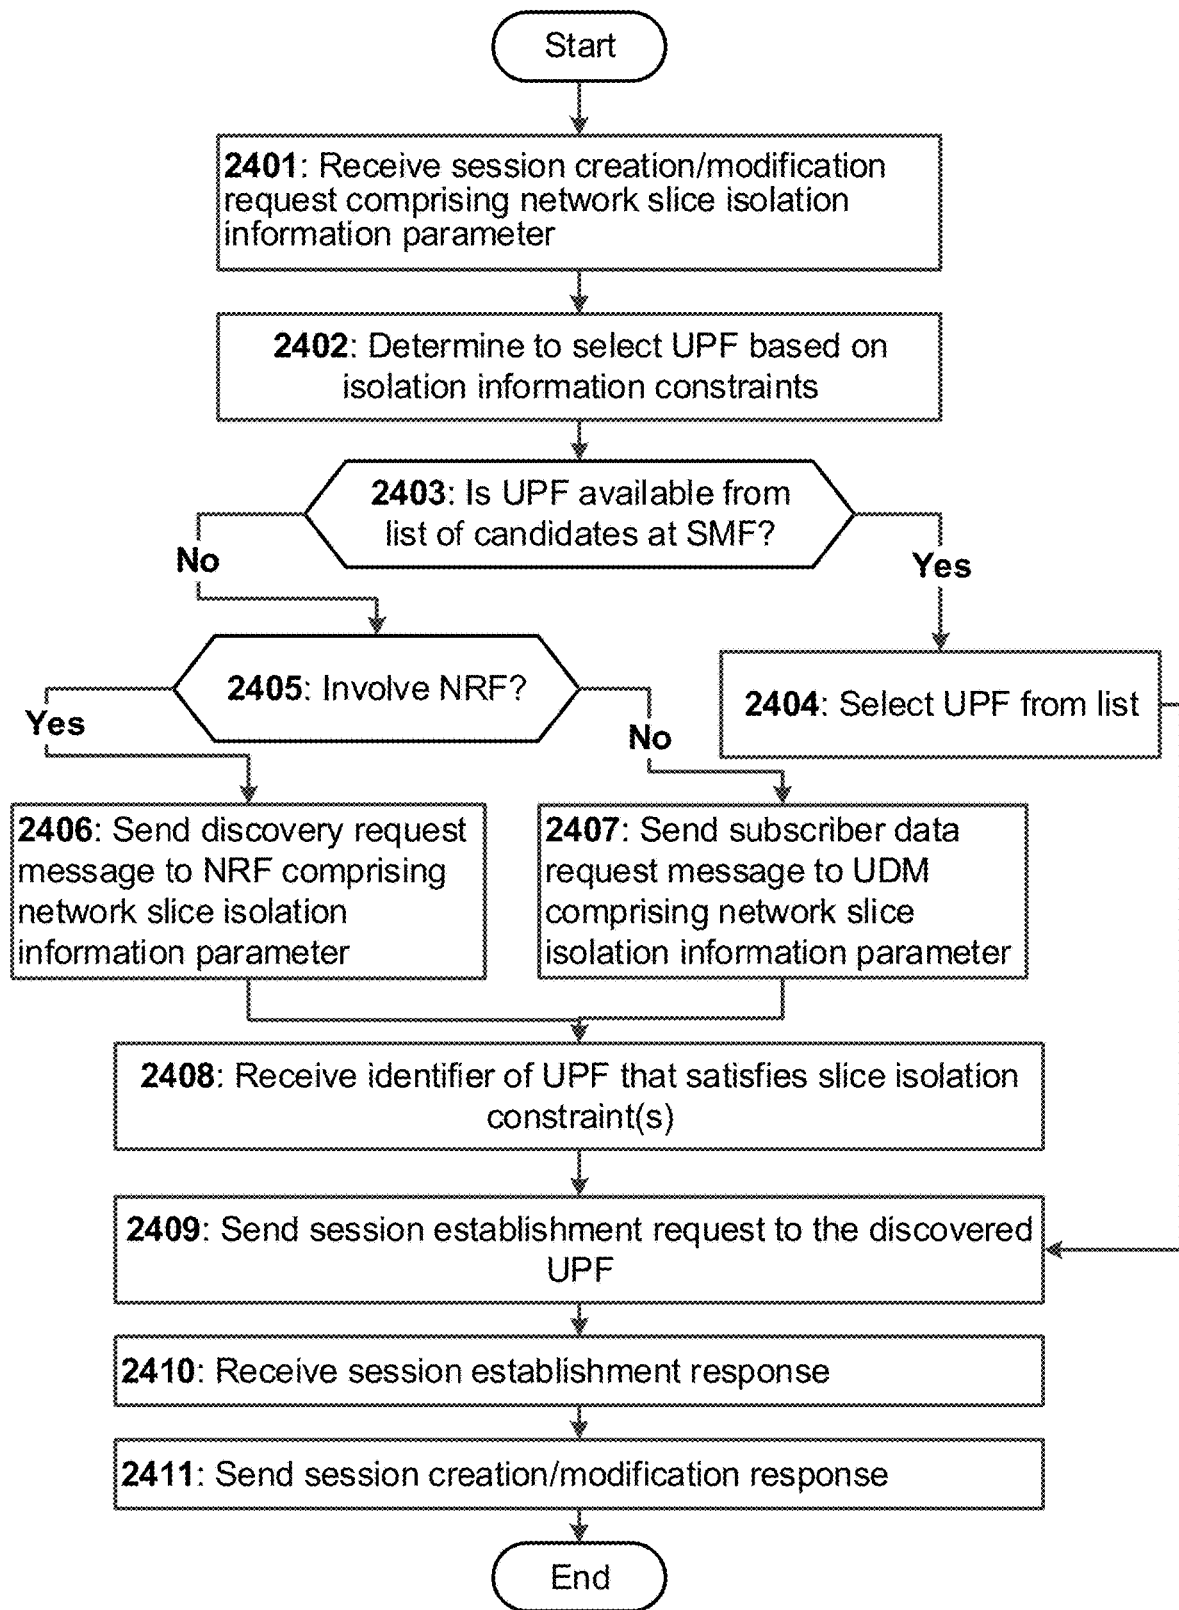 Start
2401: Receive session creation/modification
request comprising network slice isolation
information parameter
2402: Determine to select UPF based on
isolation information constraints
2403: Is UPF available from
list of candidates at SMF?
No
Yes
2405: Involve NRF?
2404: Select UPF from list
Yes
No
2406: Send discovery request
message to NRF comprising
network slice isolation
information parameter
2407: Send subscriber data
request message to UDM
comprising network slice
isolation information parameter
2408: Receive identifier of UPF that satisfies slice isolation
constraint(s)
2409: Send session establishment request to the discovered
UPF
2410: Receive session establishment response
2411: Send session creation/modification response
End